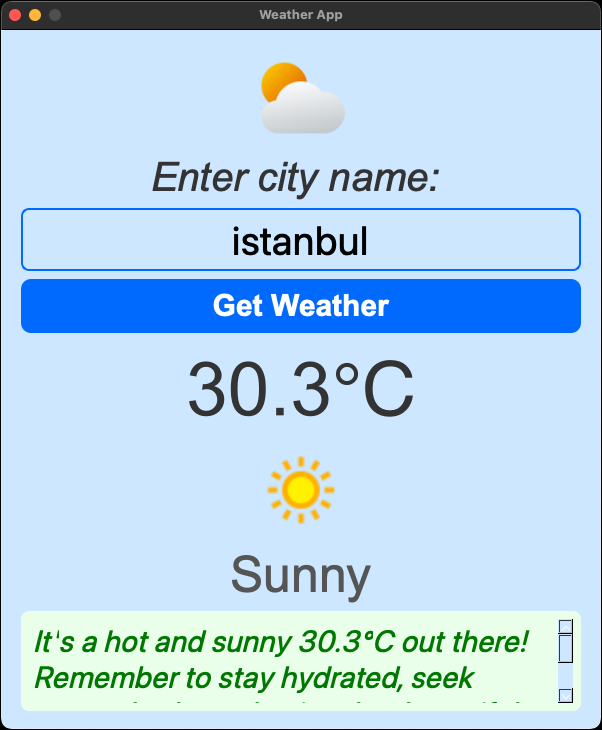 Weather App
Enter city name:
istanbul
Get Weather
30.3°C
Sunny
It's a hot and sunny 30.3°C out there!
Remember to stay hydrated, seek